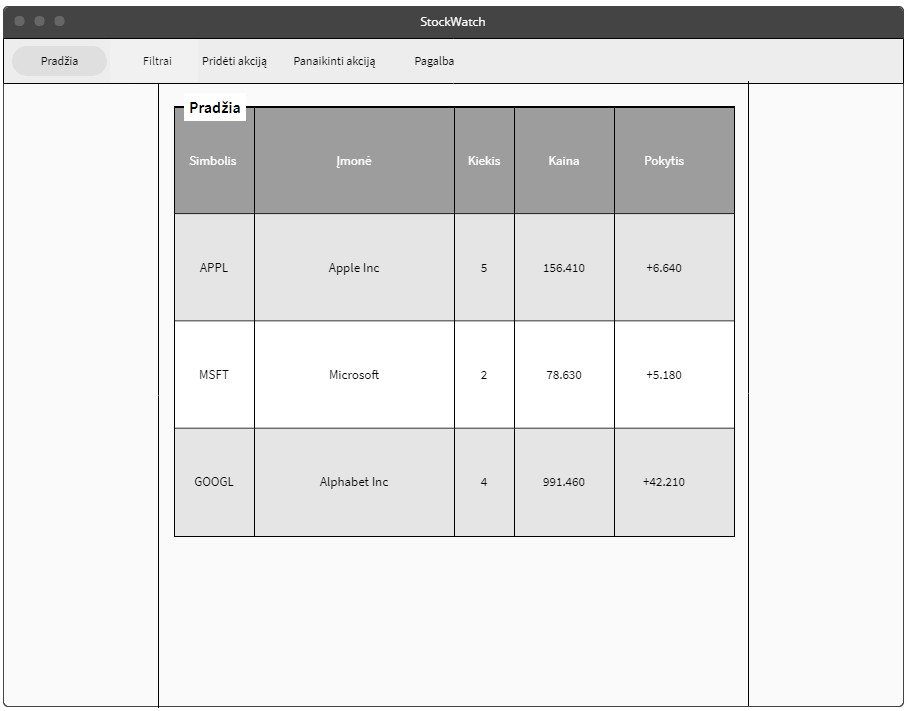 StockWatch
Pradžia Filtrai Pridėti akciją Panaikinti akciją Pagalba
Pradžia
Simbolis Įmonė Kiekis Kaina Pokytis
APPL Apple Inc 5 156.410 +6.640
MSFT Microsoft 2 78.630 +5.180
GOOGL Alphabet Inc 4 991.460 +42.210